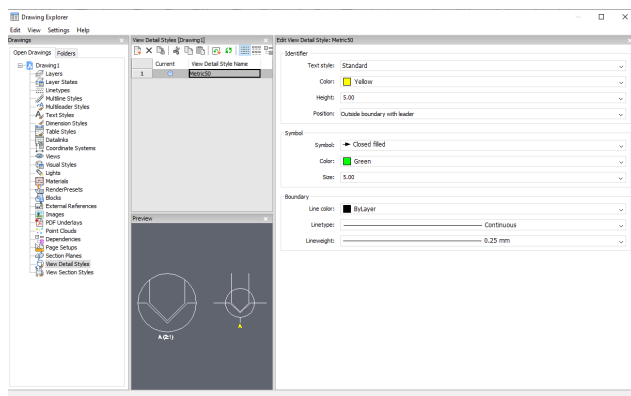 Drawing Explorer
Edit View Settings Help
Drawings
Open Drawings Folders
Drawing1
Layers
Layer States
Linetypes
Multiline Styles
Multileader Styles
Text Styles
Dimension Styles
Table Styles
Datalinks
Coordinate Systems
Views
Visual Styles
Lights
Materials
RenderPresets
Blocks
External References
Images
PDF Underlays
Point Clouds
Dependencies
Page Setups
Section Planes
View Detail Styles
View Section Styles
View Detail Styles [Drawing1]
Current View Detail Style Name
1 Metric50
Preview
A (2:1)
A
Edit View Detail Style: Metric50
Identifier
Text style: Standard
Color: Yellow
Height: 5.00
Position: Outside boundary with leader
Symbol
Symbol: Closed filled
Color: Green
Size: 5.00
Boundary
Line color: ByLayer
Linetype: Continuous
Lineweight: 0.25 mm